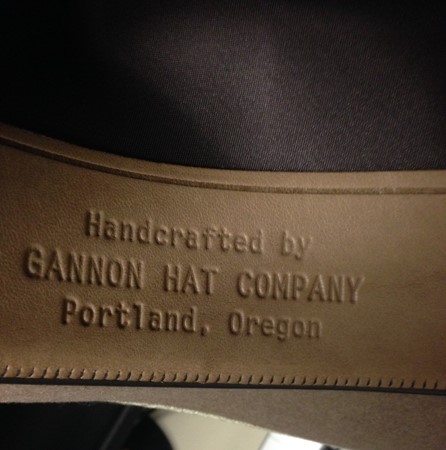 Handcrafted by
GANNON HAT COMPANY
Portland, Oregon